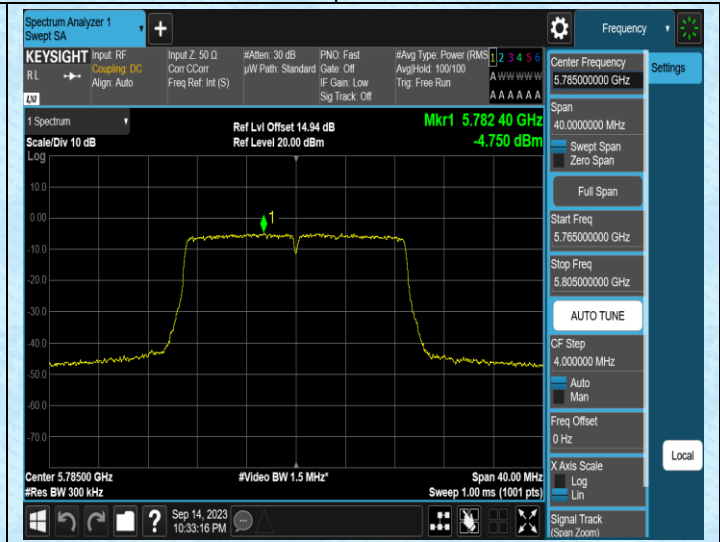 Spectrum Analyzer 1
Swept SA
Frequency
KEYSIGHT
RL
LXI
Input: RF
Coupling: DC
Align: Auto
Input Z: 50 Ω
Corr CCorr
Freq Ref: Int (S)
#Atten: 30 dB
µW Path: Standard
PNO: Fast
Gate: Off
IF Gain: Low
Sig Track: Off
#Avg Type: Power (RMS
Avg|Hold: 100/100
Trig: Free Run
1 2 3 4 5 6
A W W W W W
A A A A A A
1 Spectrum
Scale/Div 10 dB
Log
Ref Lvl Offset 14.94 dB
Ref Level 20.00 dBm
Mkr1 5.782 40 GHz
-4.750 dBm
10.0
0.00
-10.0
-20.0
-30.0
-40.0
-50.0
-60.0
-70.0
1
Center 5.78500 GHz
#Res BW 300 kHz
#Video BW 1.5 MHz*
Span 40.00 MHz
Sweep 1.00 ms (1001 pts)
?
Sep 14, 2023
10:33:16 PM
Center Frequency
5.785000000 GHz
Span
40.0000000 MHz
Swept Span
Zero Span
Full Span
Start Freq
5.765000000 GHz
Stop Freq
5.805000000 GHz
AUTO TUNE
CF Step
4.000000 MHz
Auto
Man
Freq Offset
0 Hz
X Axis Scale
Log
Lin
Signal Track
(Span Zoom)
Settings
Local